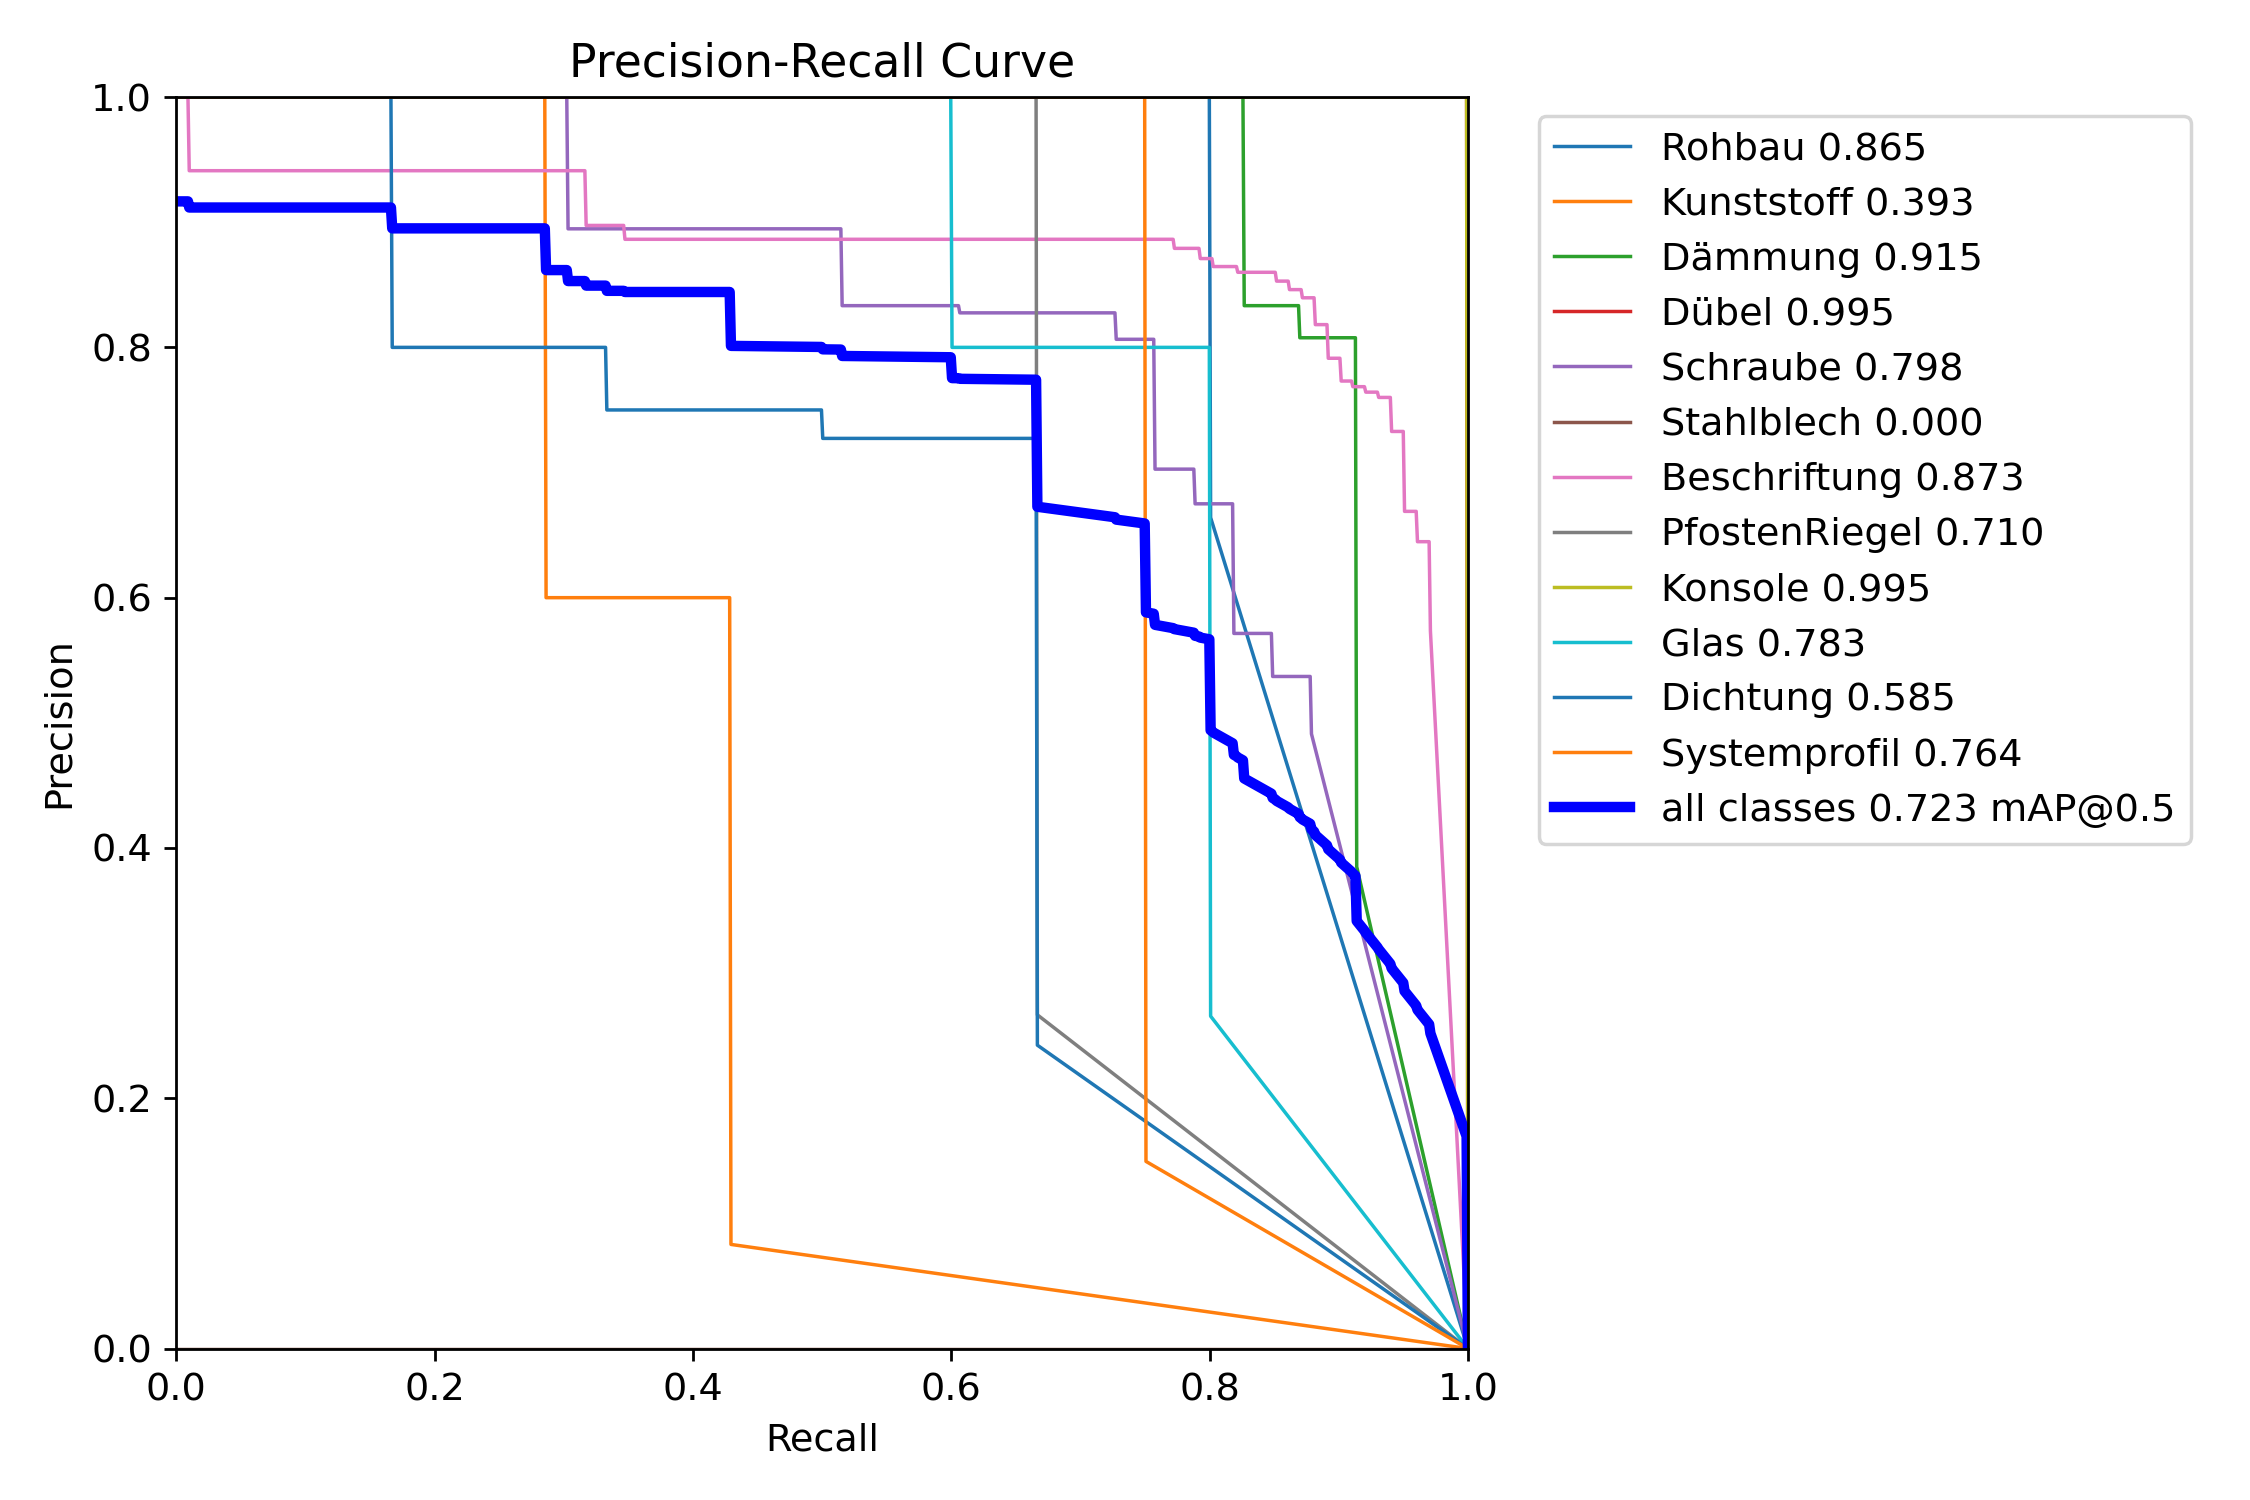 Precision-Recall Curve
1.0
0.8
0.6
0.4
0.2
0.0
Precision
0.0 0.2 0.4 0.6 0.8 1.0
Recall
Rohbau 0.865
Kunststoff 0.393
Dämmung 0.915
Dübel 0.995
Schraube 0.798
Stahlblech 0.000
Beschriftung 0.873
PfostenRiegel 0.710
Konsole 0.995
Glas 0.783
Dichtung 0.585
Systemprofil 0.764
all classes 0.723 mAP@0.5